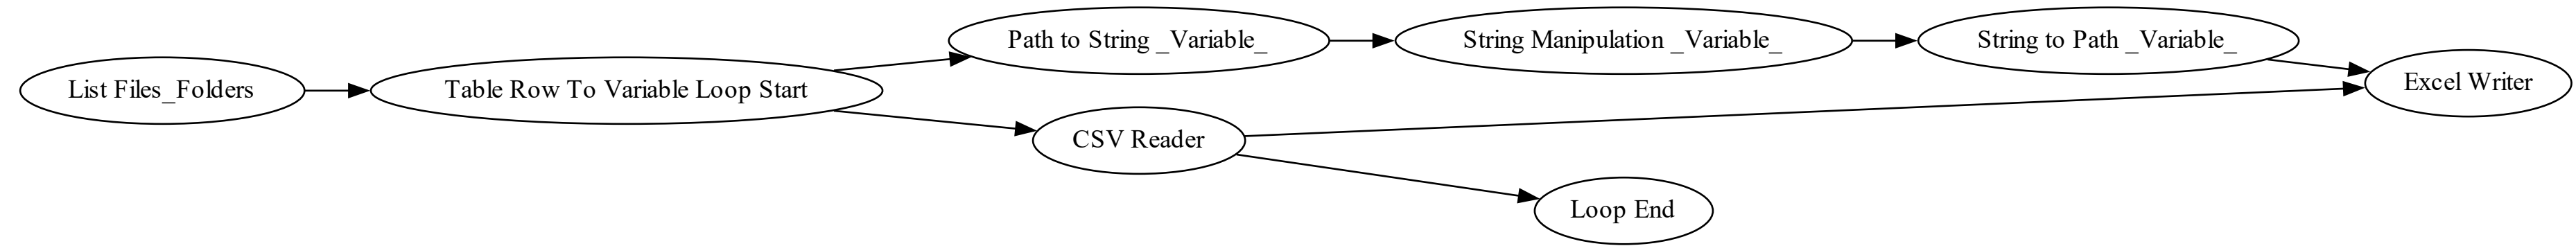 List Files_Folders
Table Row To Variable Loop Start
Path to String _Variable_
String Manipulation _Variable_
String to Path _Variable_
Excel Writer
CSV Reader
Loop End